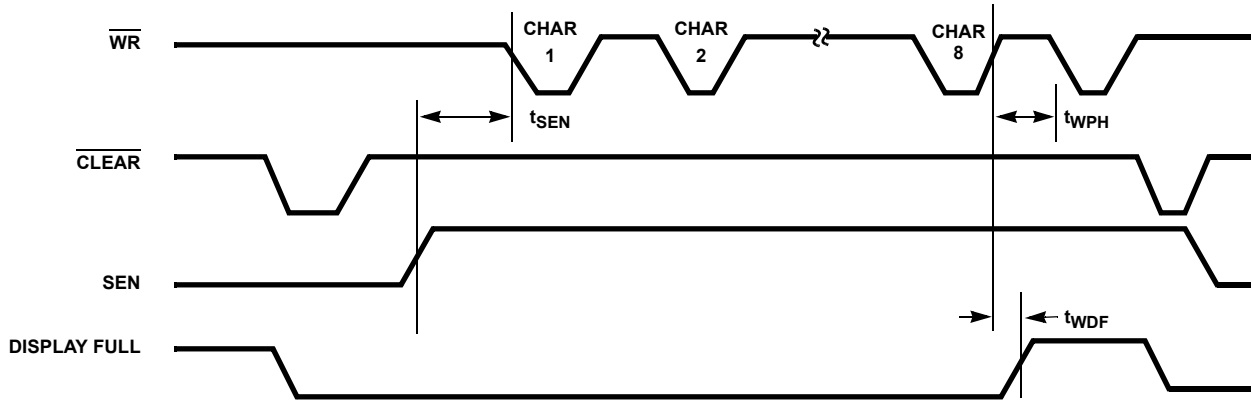 WR
CHAR
1
CHAR
2
CHAR
8
tSEN
tWPH
CLEAR
SEN
tWDF
DISPLAY FULL